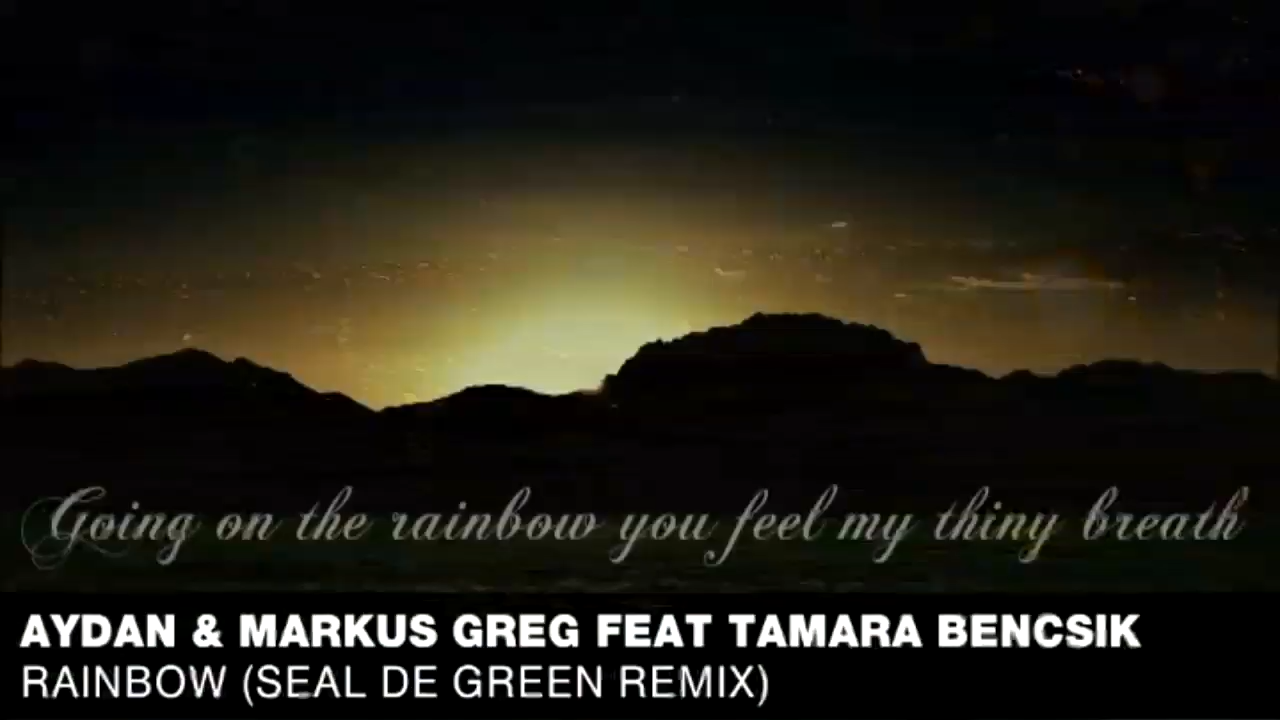 Going on the rainbow you feel my thiny breath
AYDAN & MARKUS GREG FEAT TAMARA BENCSIK
RAINBOW (SEAL DE GREEN REMIX)